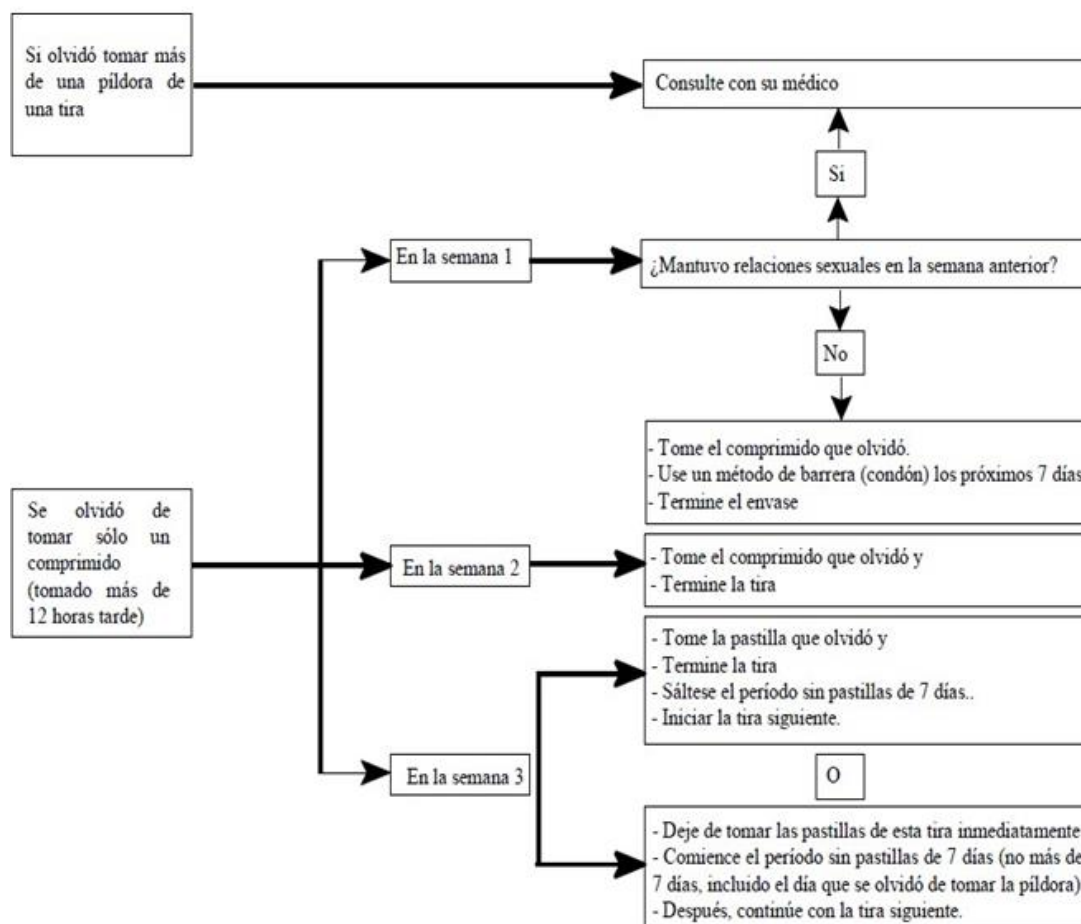 Si olvidó tomar más
de una píldora de
una tira
Consulte con su médico
Si
En la semana 1
¿Mantuvo relaciones sexuales en la semana anterior?
No
- Tome el comprimido que olvidó.
- Use un método de barrera (condón) los próximos 7 días
- Termine el envase
Se olvidó de
tomar sólo un
comprimido
(tomado más de
12 horas tarde)
En la semana 2
- Tome el comprimido que olvidó y
- Termine la tira
- Tome la pastilla que olvidó y
- Termine la tira
- Sáltese el período sin pastillas de 7 días..
- Iniciar la tira siguiente.
En la semana 3
O
- Deje de tomar las pastillas de esta tira inmediatamente
- Comience el período sin pastillas de 7 días (no más de
7 días, incluido el día que se olvidó de tomar la píldora)
- Después, continúe con la tira siguiente.